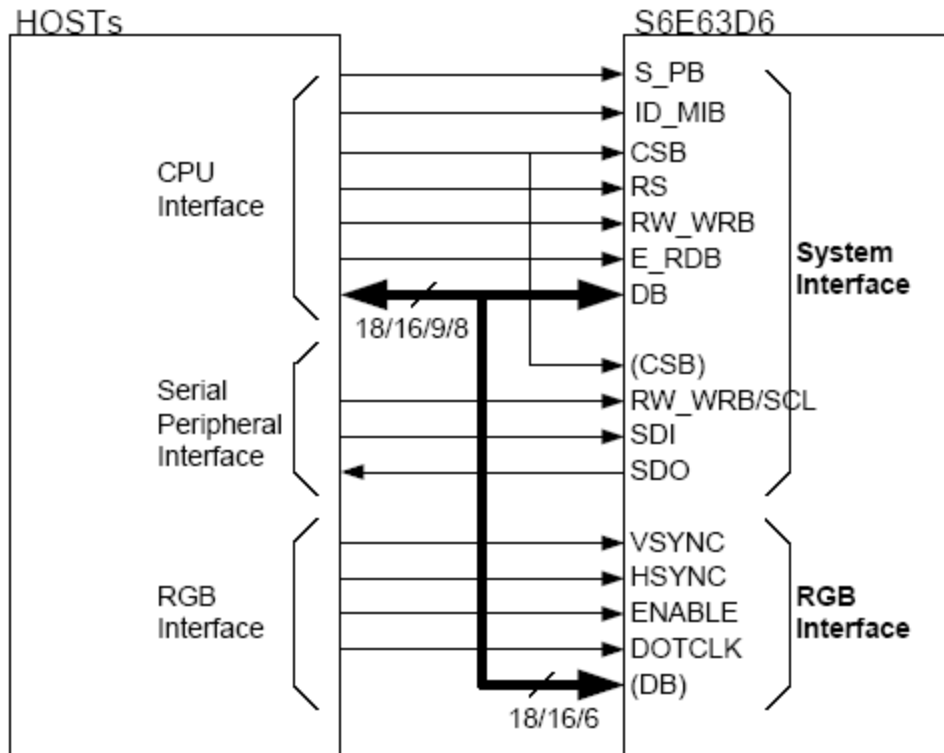 HOSTs
S6E63D6
CPU
Interface
S_PB
ID_MIB
CSB
RS
RW_WRB
E_RDB
DB
18/16/9/8
System
Interface
Serial
Peripheral
Interface
(CSB)
RW_WRB/SCL
SDI
SDO
RGB
Interface
VSYNC
HSYNC
ENABLE
DOTCLK
(DB)
18/16/6
RGB
Interface